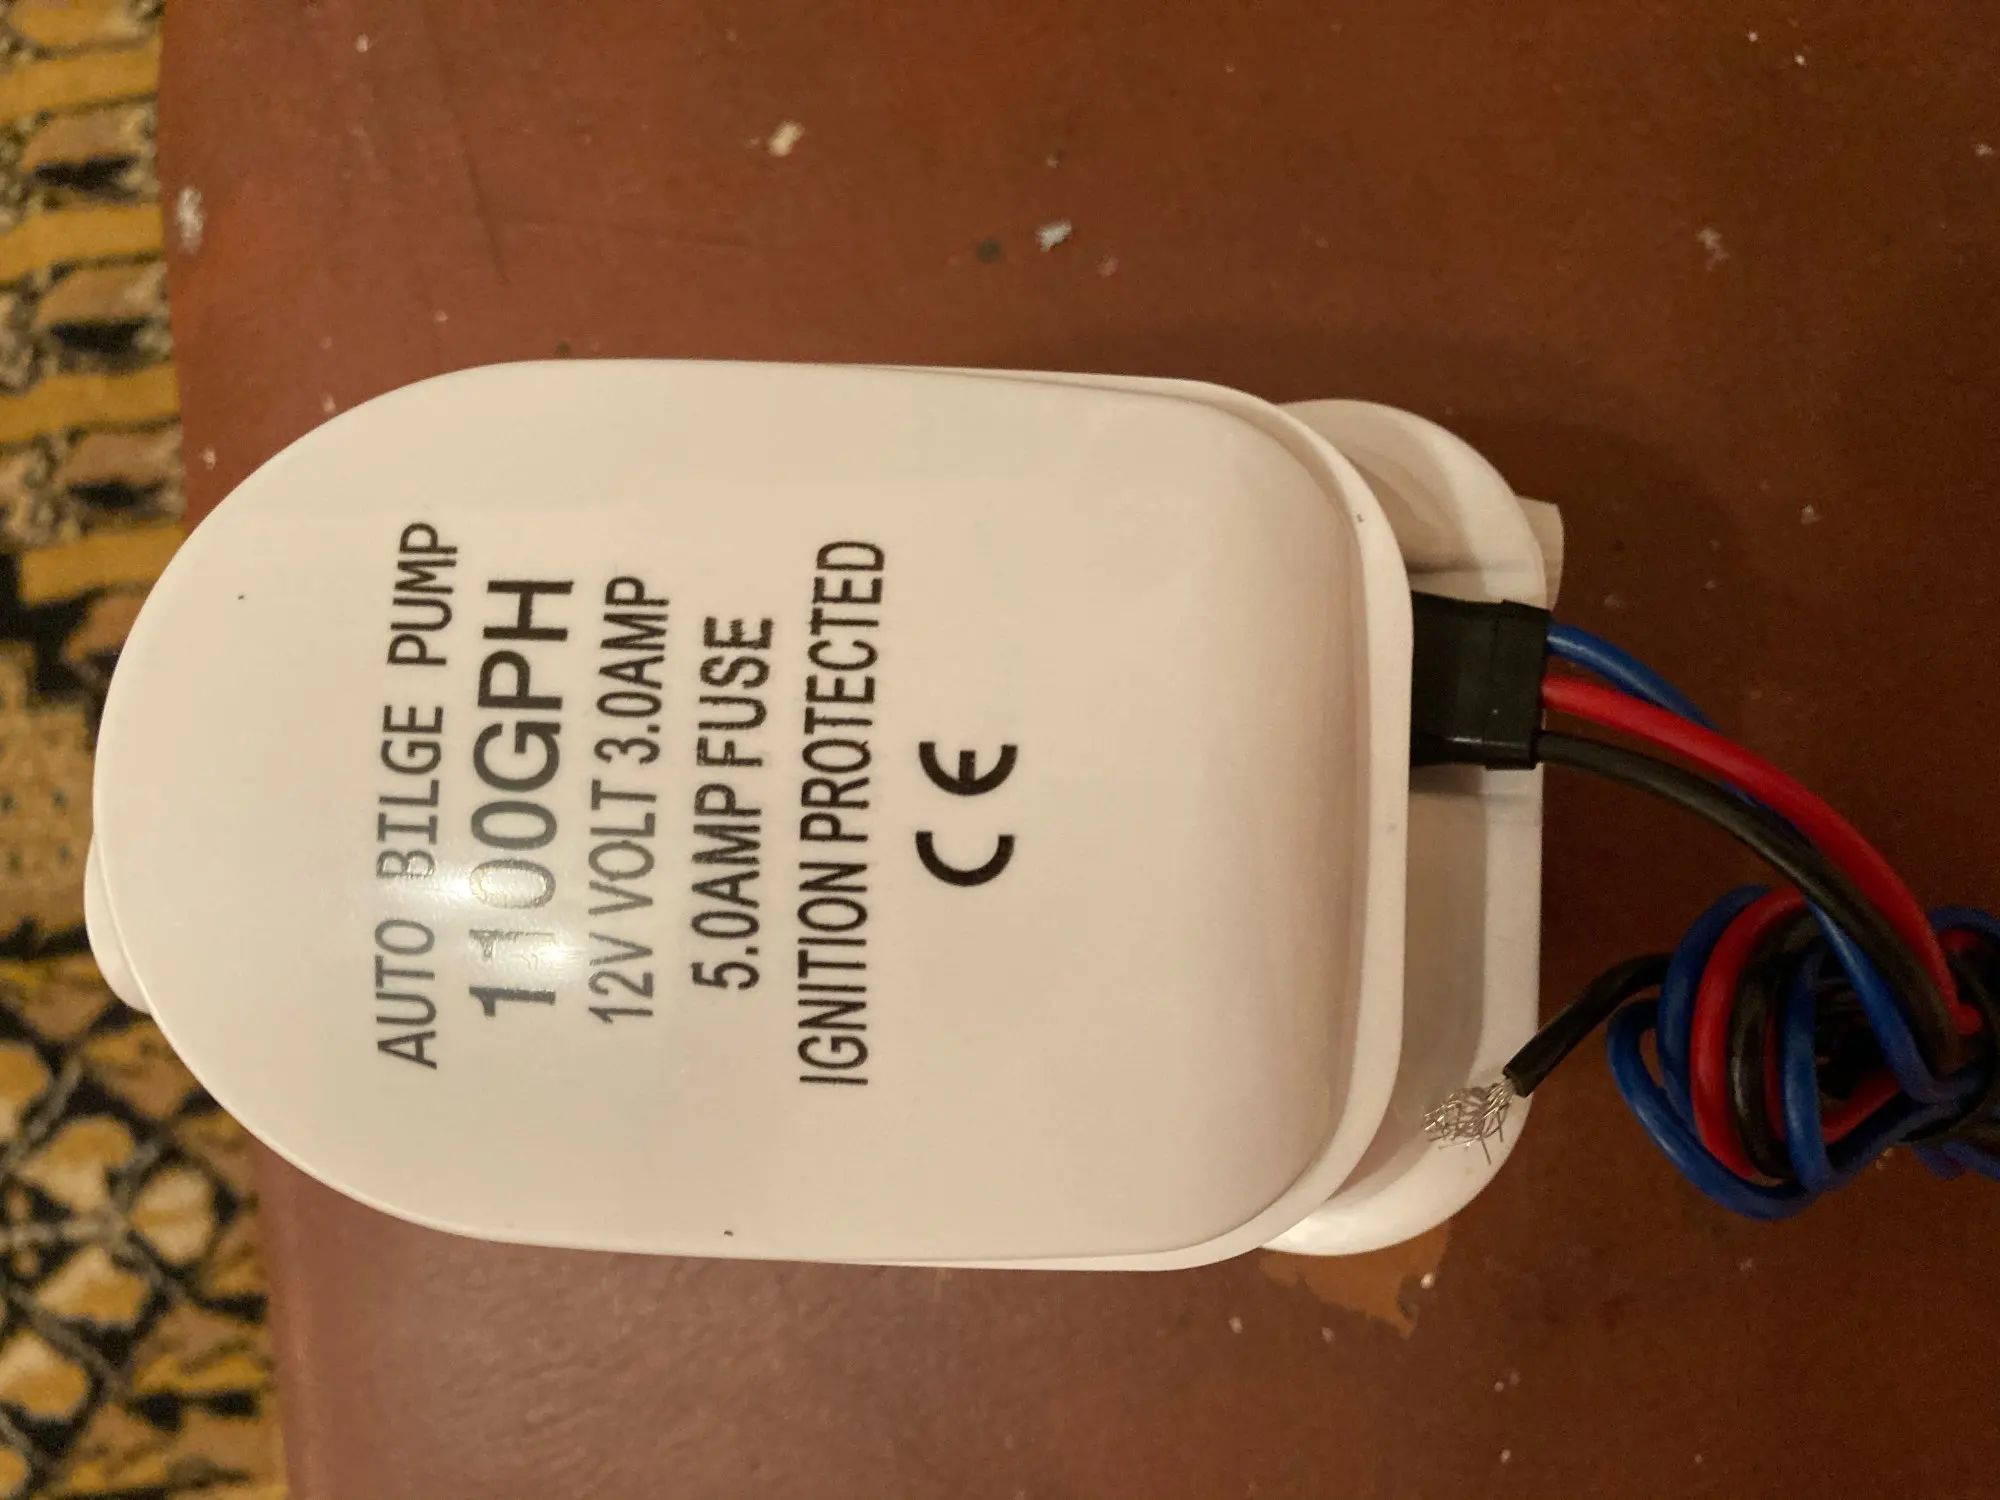 AUTO BILGE PUMP
1100GPH
12V VOLT 3.0AMP
5.0AMP FUSE
IGNITION PROTECTED
CE